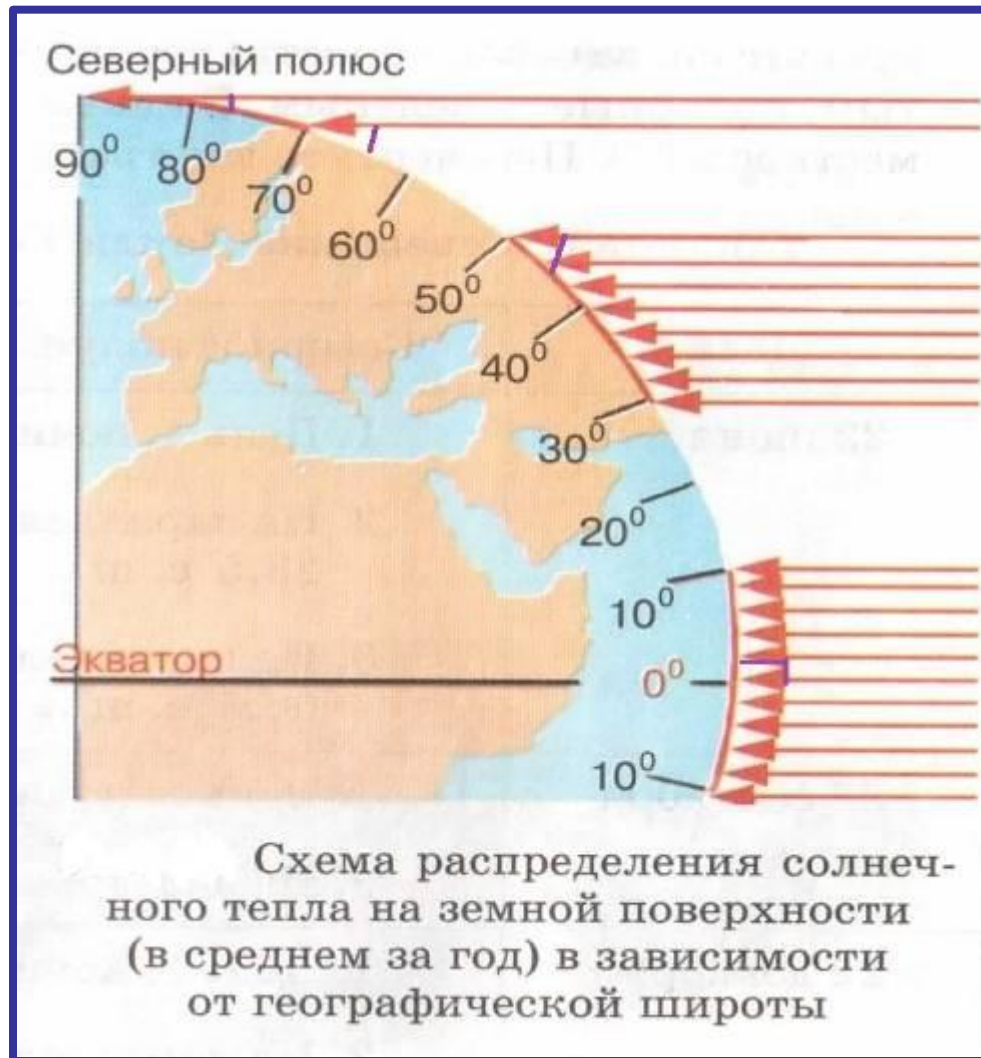 Северный полюс
90⁰
80⁰
70⁰
60⁰
50⁰
40⁰
30⁰
20⁰
10⁰
Экватор
0⁰
10⁰
Схема распределения солнеч-
ного тепла на земной поверхности
(в среднем за год) в зависимости
от географической широты